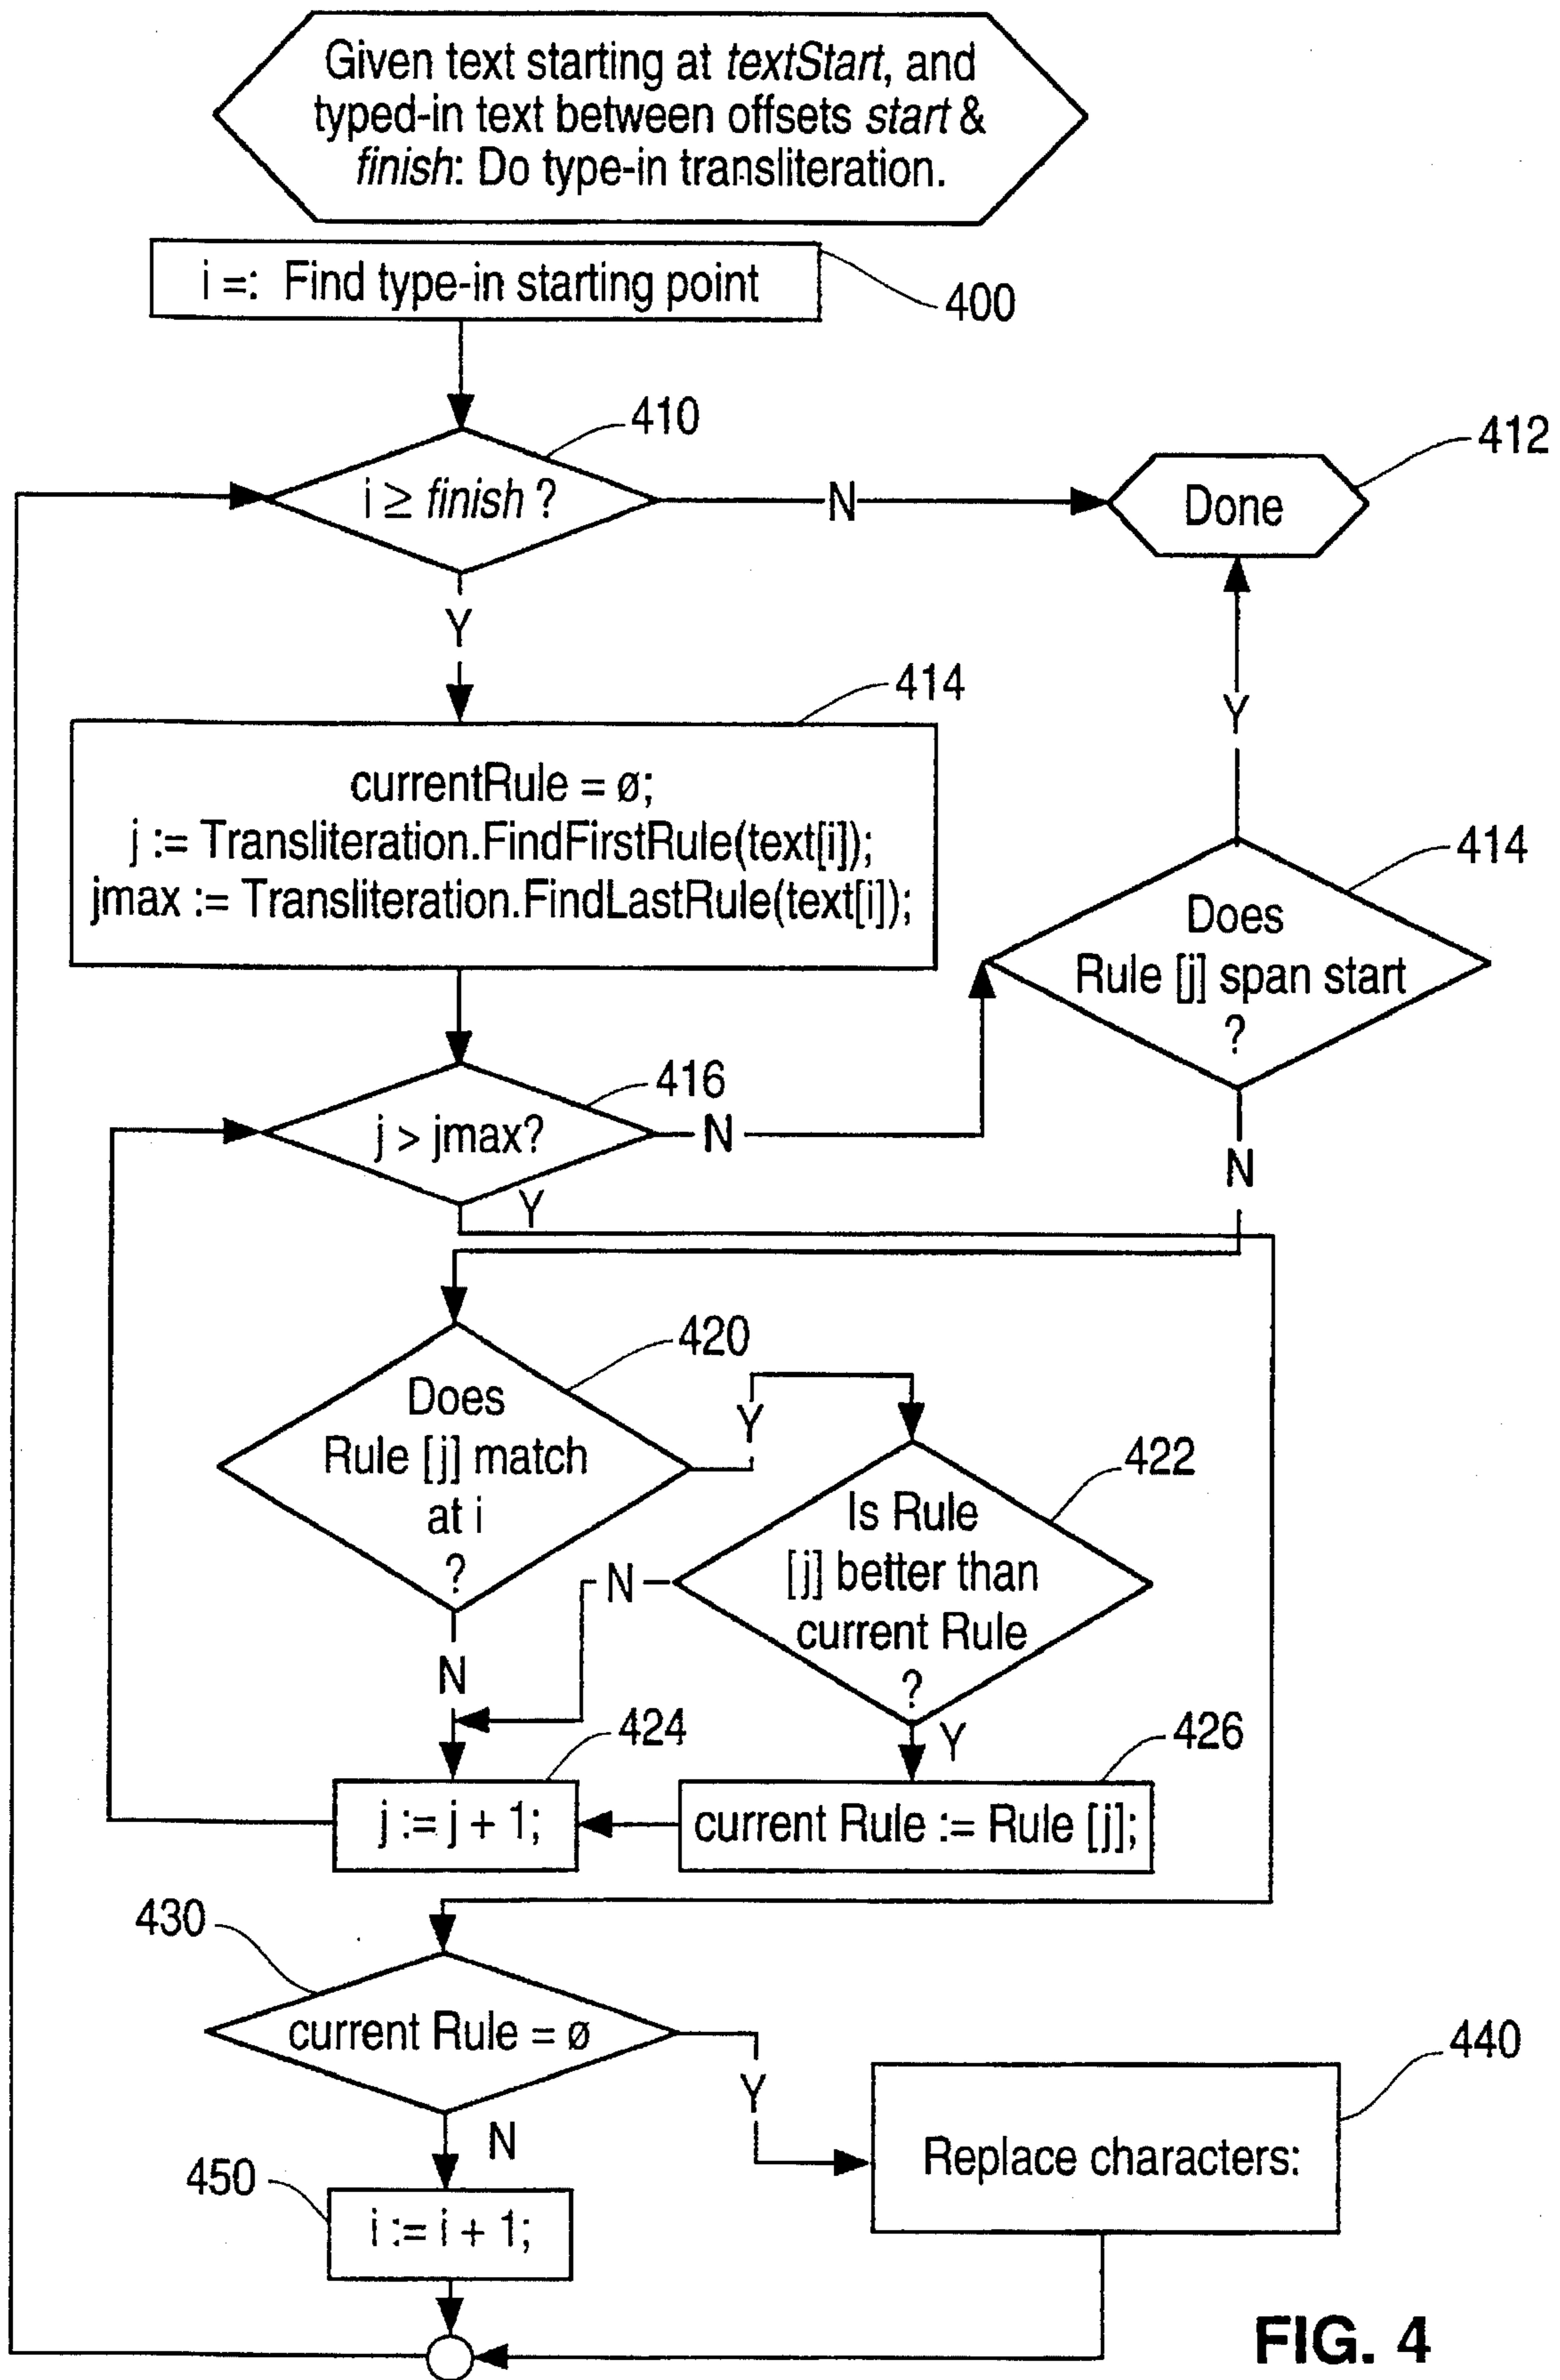 Given text starting at textStart, and
typed-in text between offsets start &
finish: Do type-in transliteration.
i =: Find type-in starting point
400
410
i ≥ finish ?
N
Done
412
Y
414
currentRule = ø;
j := Transliteration.FindFirstRule(text[i]);
jmax := Transliteration.FindLastRule(text[i]);
Y
414
Does
Rule [j] span start
?
416
j > jmax?
N
Y
N
420
Does
Rule [j] match
at i
?
Y
422
Is Rule
[j] better than
current Rule
?
N
N
Y
424
j := j + 1;
426
current Rule := Rule [j];
430
current Rule = ø
Y
440
Replace characters:
N
450
i := i + 1;
FIG. 4